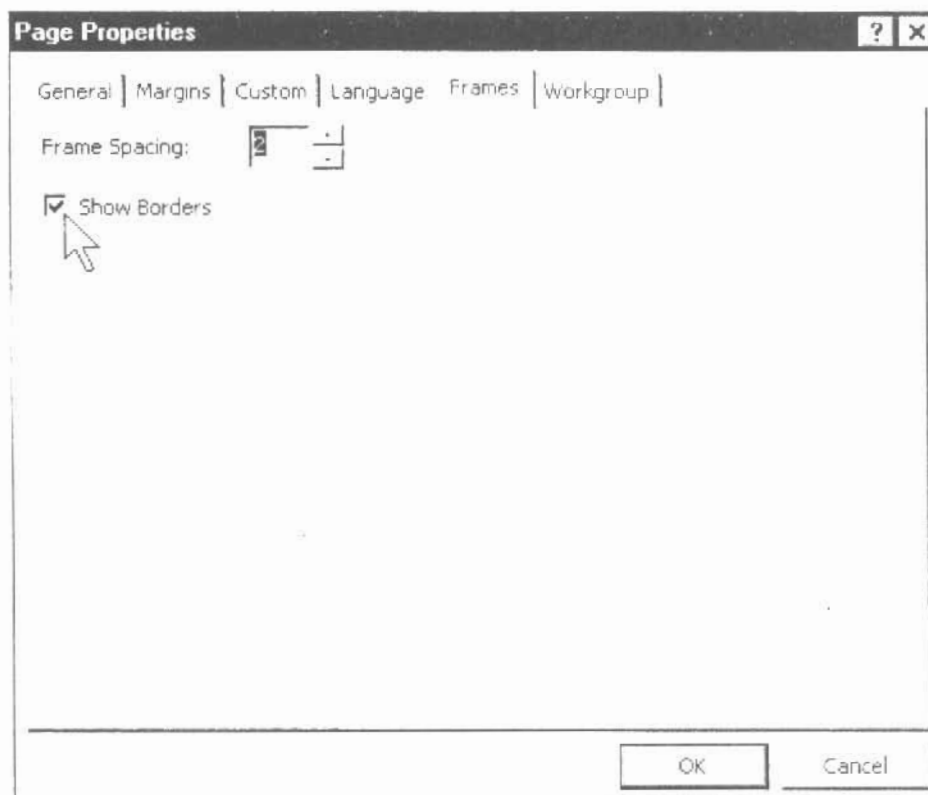 Page Properties ? ×
General Margins Custom Language Frames Workgroup
Frame Spacing: 2
Show Borders
OK Cancel